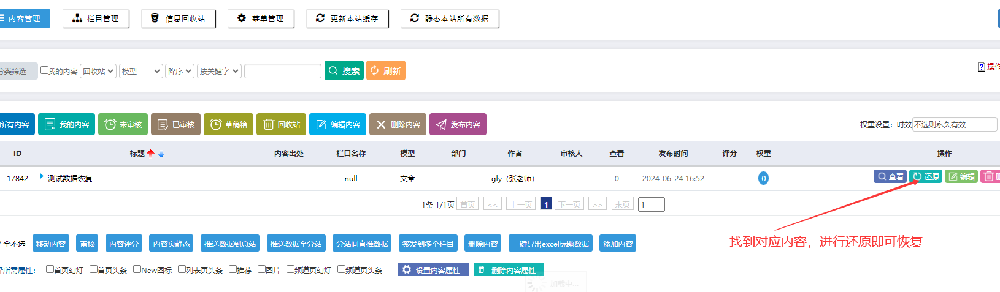 内容管理 栏目管理 信息回收站 菜单管理 更新本站缓存 静态本站所有数据
分类筛选 我的内容 回收站 模型 降序 按关键字 搜索 刷新 操作
所有内容 我的内容 未审核 已审核 草稿箱 回收站 编辑内容 删除内容 发布内容 权重设置：时效 不选则永久有效
ID 标题 内容出处 栏目名称 模型 部门 作者 审核人 查看 发布时间 评分 权重 操作
17842 测试数据恢复 null 文章 gly（张老师） 0 2024-06-24 16:52 0 查看 还原 编辑
1条 1/1页 首页 << 上一页 1 下一页 >> 末页 1
找到对应内容，进行还原即可恢复
/ 全不选 移动内容 审核 内容评分 内容页静态 推送数据到总站 推送数据至分站 分站间直推数据 签发到多个栏目 删除内容 一键导出excel标题数据 添加内容
所需属性： 首页幻灯 首页头条 New图标 列表页头条 推荐 图片 频道页幻灯 频道页头条 设置内容属性 删除内容属性
加载中...